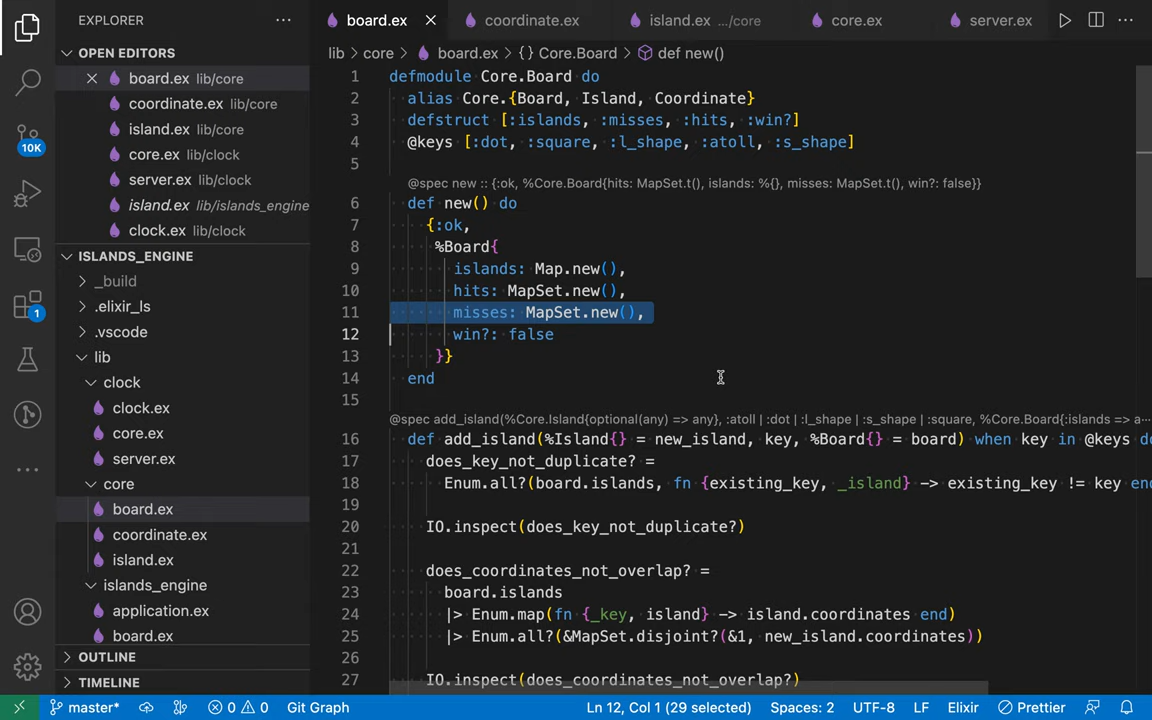 EXPLORER
OPEN EDITORS
board.ex lib/core
coordinate.ex lib/core
island.ex lib/core
core.ex lib/clock
server.ex lib/clock
island.ex lib/islands_engine
clock.ex lib/clock
ISLANDS_ENGINE
_build
.elixir_ls
.vscode
lib
clock
clock.ex
core.ex
server.ex
core
board.ex
coordinate.ex
island.ex
islands_engine
application.ex
board.ex
OUTLINE
TIMELINE
10K
1
board.ex coordinate.ex island.ex .../core core.ex server.ex
lib > core > board.ex > {} Core.Board > def new()
1 defmodule Core.Board do
2 alias Core.{Board, Island, Coordinate}
3 defstruct [:islands, :misses, :hits, :win?]
4 @keys [:dot, :square, :l_shape, :atoll, :s_shape]
5
@spec new :: {:ok, %Core.Board{hits: MapSet.t(), islands: %{}, misses: MapSet.t(), win?: false}}
6 def new() do
7 {:ok,
8 %Board{
9 islands: Map.new(),
10 hits: MapSet.new(),
11 misses: MapSet.new(),
12 win?: false
13 }}
14 end
15
@spec add_island(%Core.Island{optional(any) => any}, :atoll | :dot | :l_shape | :s_shape | :square, %Core.Board{:islands => a...
16 def add_island(%Island{} = new_island, key, %Board{} = board) when key in @keys do
17 does_key_not_duplicate? =
18 Enum.all?(board.islands, fn {existing_key, _island} -> existing_key != key end
19
20 IO.inspect(does_key_not_duplicate?)
21
22 does_coordinates_not_overlap? =
23 board.islands
24 |> Enum.map(fn {_key, island} -> island.coordinates end)
25 |> Enum.all?(&MapSet.disjoint?(&1, new_island.coordinates))
26
27 IO.inspect(does_coordinates_not_overlap?)
master* 0 0 Git Graph Ln 12, Col 1 (29 selected) Spaces: 2 UTF-8 LF Elixir Prettier